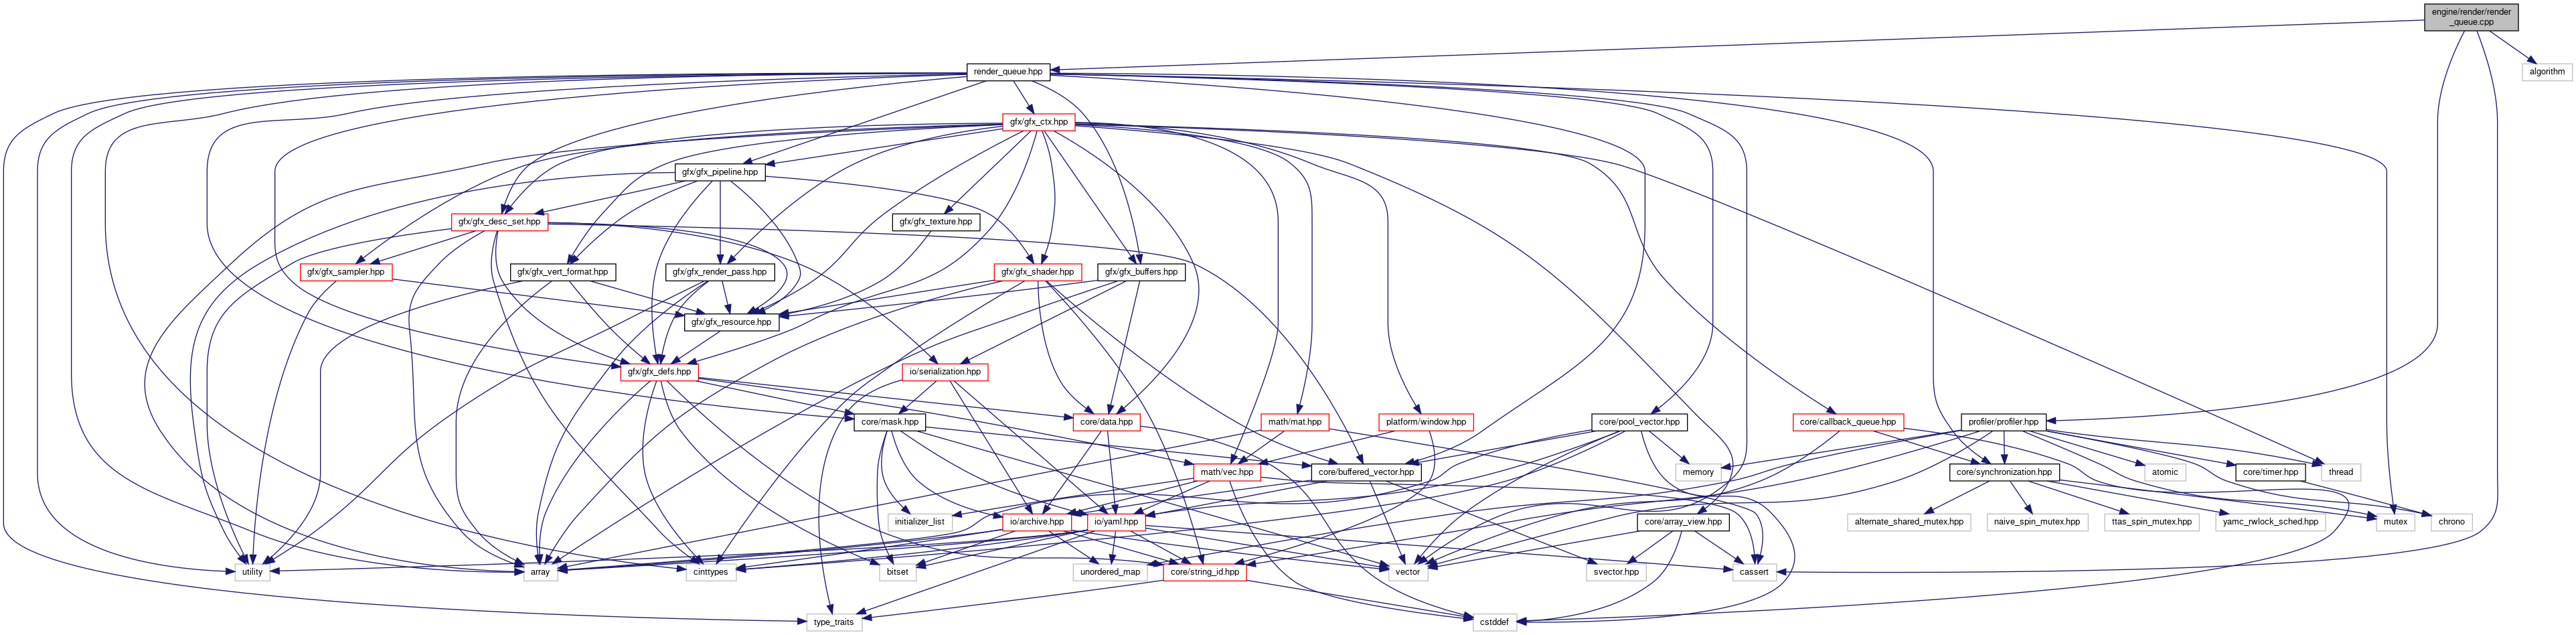 engine/render/render
_queue.cpp
render_queue.hpp
algorithm
gfx/gfx_ctx.hpp
gfx/gfx_pipeline.hpp
gfx/gfx_desc_set.hpp
gfx/gfx_texture.hpp
gfx/gfx_sampler.hpp
gfx/gfx_vert_format.hpp
gfx/gfx_render_pass.hpp
gfx/gfx_shader.hpp
gfx/gfx_buffers.hpp
gfx/gfx_resource.hpp
gfx/gfx_defs.hpp
io/serialization.hpp
core/mask.hpp
core/data.hpp
math/mat.hpp
platform/window.hpp
core/pool_vector.hpp
core/callback_queue.hpp
profiler/profiler.hpp
math/vec.hpp
core/buffered_vector.hpp
memory
core/synchronization.hpp
atomic
core/timer.hpp
thread
initializer_list
io/archive.hpp
io/yaml.hpp
core/array_view.hpp
alternate_shared_mutex.hpp
naive_spin_mutex.hpp
ttas_spin_mutex.hpp
yamc_rwlock_sched.hpp
mutex
chrono
utility
array
cinttypes
bitset
unordered_map
core/string_id.hpp
vector
svector.hpp
cassert
type_traits
cstddef